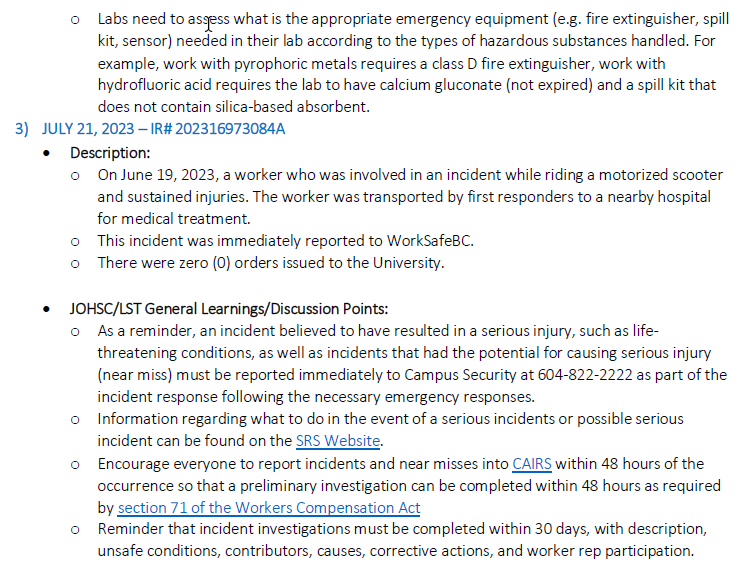 o Labs need to assess what is the appropriate emergency equipment (e.g. fire extinguisher, spill
kit, sensor) needed in their lab according to the types of hazardous substances handled. For
example, work with pyrophoric metals requires a class D fire extinguisher, work with
hydrofluoric acid requires the lab to have calcium gluconate (not expired) and a spill kit that
does not contain silica-based absorbent.
3) JULY 21, 2023 – IR# 202316973084A
• Description:
o On June 19, 2023, a worker who was involved in an incident while riding a motorized scooter
and sustained injuries. The worker was transported by first responders to a nearby hospital
for medical treatment.
o This incident was immediately reported to WorkSafeBC.
o There were zero (0) orders issued to the University.
• JOHSC/LST General Learnings/Discussion Points:
o As a reminder, an incident believed to have resulted in a serious injury, such as life-
threatening conditions, as well as incidents that had the potential for causing serious injury
(near miss) must be reported immediately to Campus Security at 604-822-2222 as part of the
incident response following the necessary emergency responses.
o Information regarding what to do in the event of a serious incidents or possible serious
incident can be found on the SRS Website.
o Encourage everyone to report incidents and near misses into CAIRS within 48 hours of the
occurrence so that a preliminary investigation can be completed within 48 hours as required
by section 71 of the Workers Compensation Act
o Reminder that incident investigations must be completed within 30 days, with description,
unsafe conditions, contributors, causes, corrective actions, and worker rep participation.